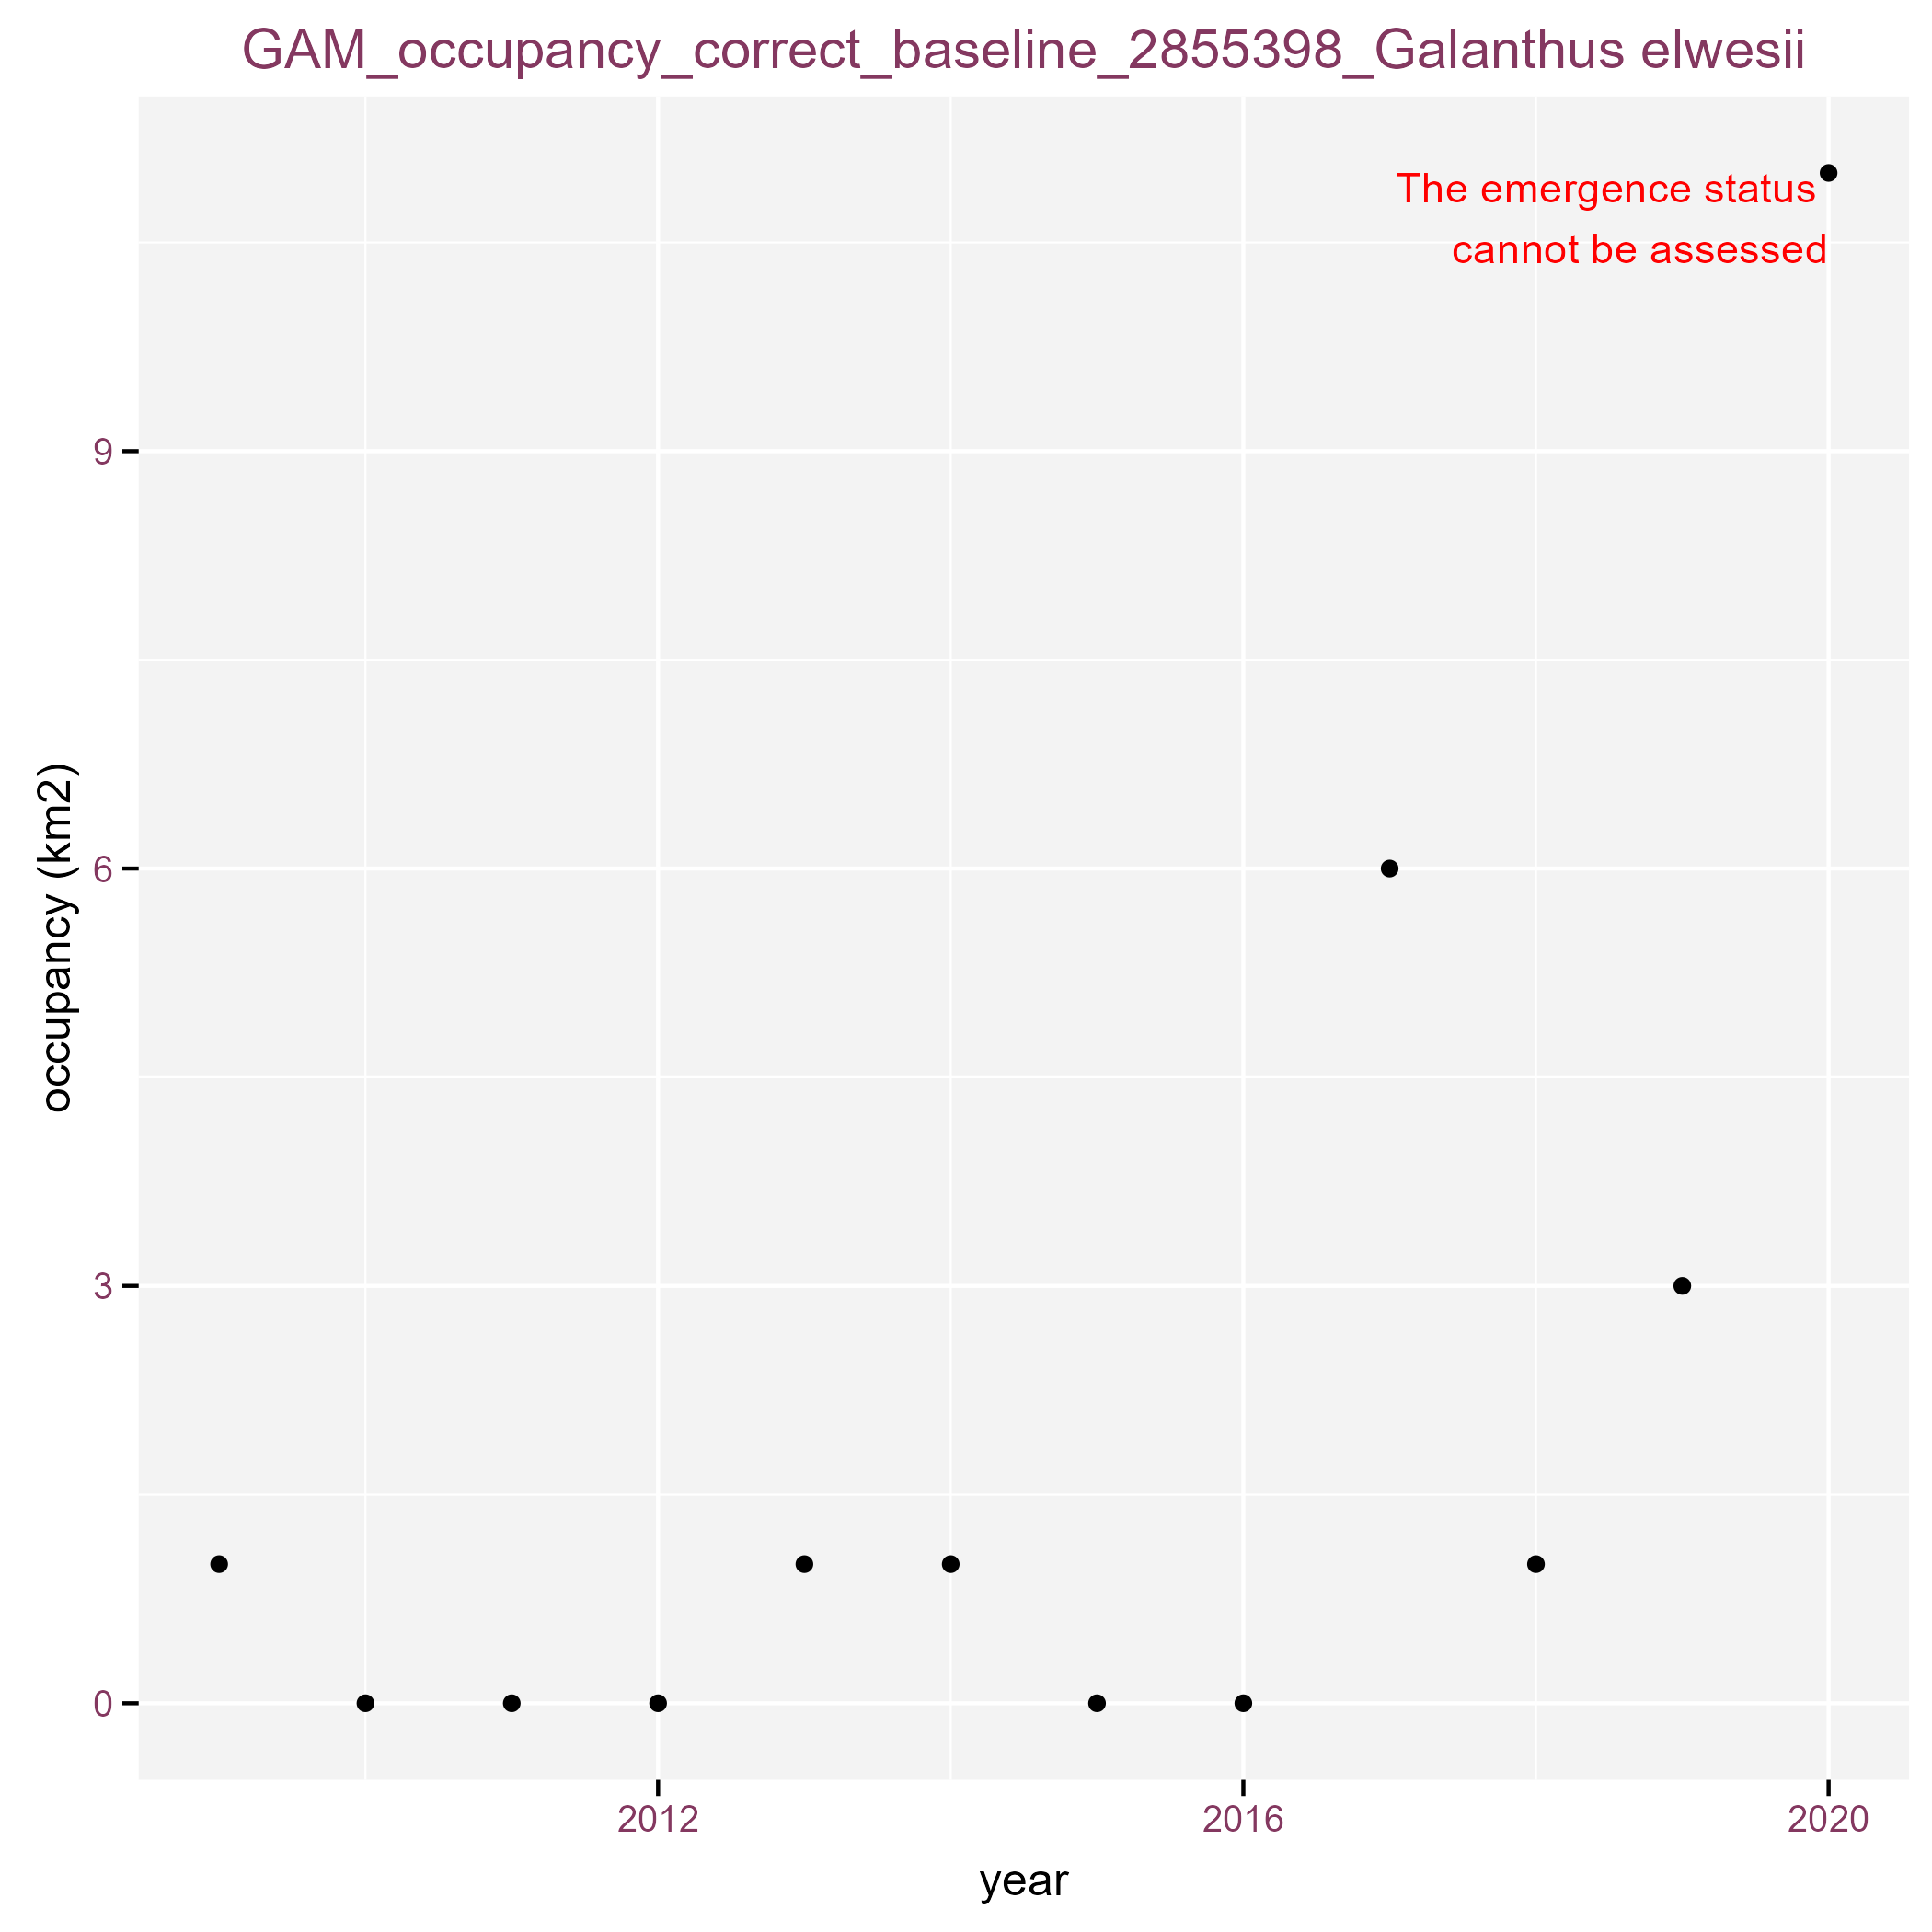 GAM_occupancy_correct_baseline_2855398_Galanthus elwesii
The emergence status
cannot be assessed
9
6
3
0
occupancy (km2)
2012
2016
2020
year